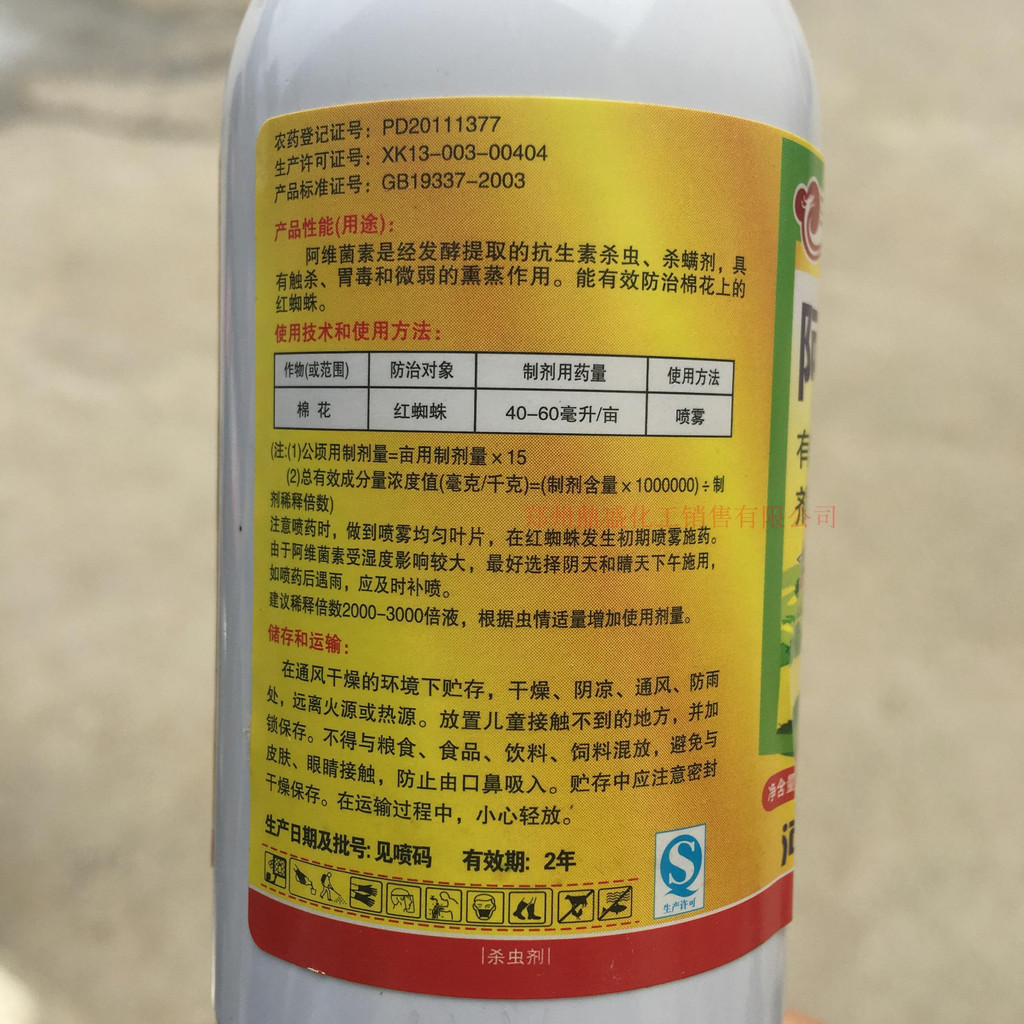 农药登记证号：PD20111377
生产许可证号：XK13-003-00404
产品标准证号：GB19337-2003
产品性能(用途)：
阿维菌素是经发酵提取的抗生素杀虫、杀螨剂，具
有触杀、胃毒和微弱的熏蒸作用。能有效防治棉花上的
红蜘蛛。
使用技术和使用方法：
作物(或范围) 防治对象 制剂用药量 使用方法
棉花 红蜘蛛 40-60毫升/亩 喷雾
(注:(1)公顷用制剂量=亩用制剂量×15
(2)总有效成分量浓度值(毫克/千克)=(制剂含量×1000000)÷制
剂稀释倍数)
化工销售有限公司
注意喷药时，做到喷雾均匀叶片，在红蜘蛛发生初期喷雾施药。
由于阿维菌素受湿度影响较大，最好选择阴天和晴天下午施用，
如喷药后遇雨，应及时补喷。
建议稀释倍数2000-3000倍液，根据虫情适量增加使用剂量。
储存和运输：
在通风干燥的环境下贮存，干燥、阴凉、通风、防雨
处，远离火源或热源。放置儿童接触不到的地方，并加
锁保存。不得与粮食、食品、饮料、饲料混放，避免与
皮肤、眼睛接触，防止由口鼻吸入。贮存中应注意密封
干燥保存。在运输过程中，小心轻放。
生产日期及批号：见喷码 有效期：2年
生产许可
|杀虫剂|
阿
有
剂
净含量